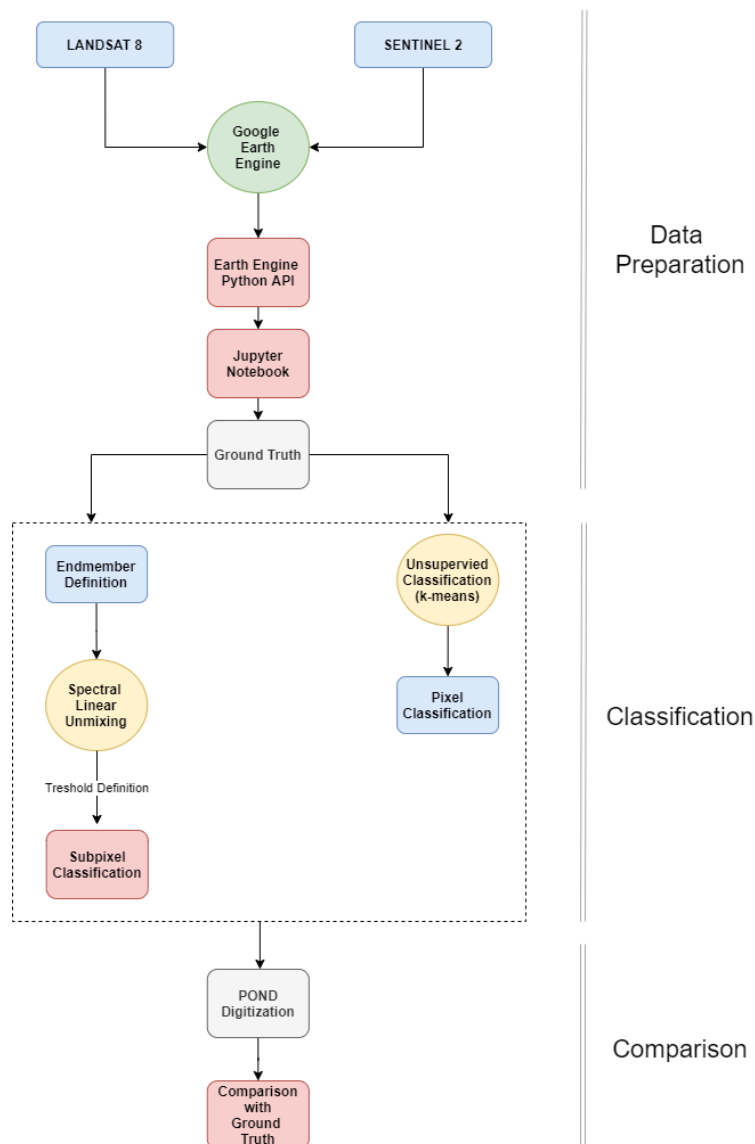 LANDSAT 8
SENTINEL 2
Google
Earth
Engine
Data
Preparation
Earth Engine
Python API
Jupyter
Notebook
Ground Truth
Endmember
Definition
Unsupervied
Classification
(k-means)
Spectral
Linear
Unmixing
Pixel
Classification
Classification
Treshold Definition
Subpixel
Classification
POND
Digitization
Comparison
Comparison
with
Ground
Truth